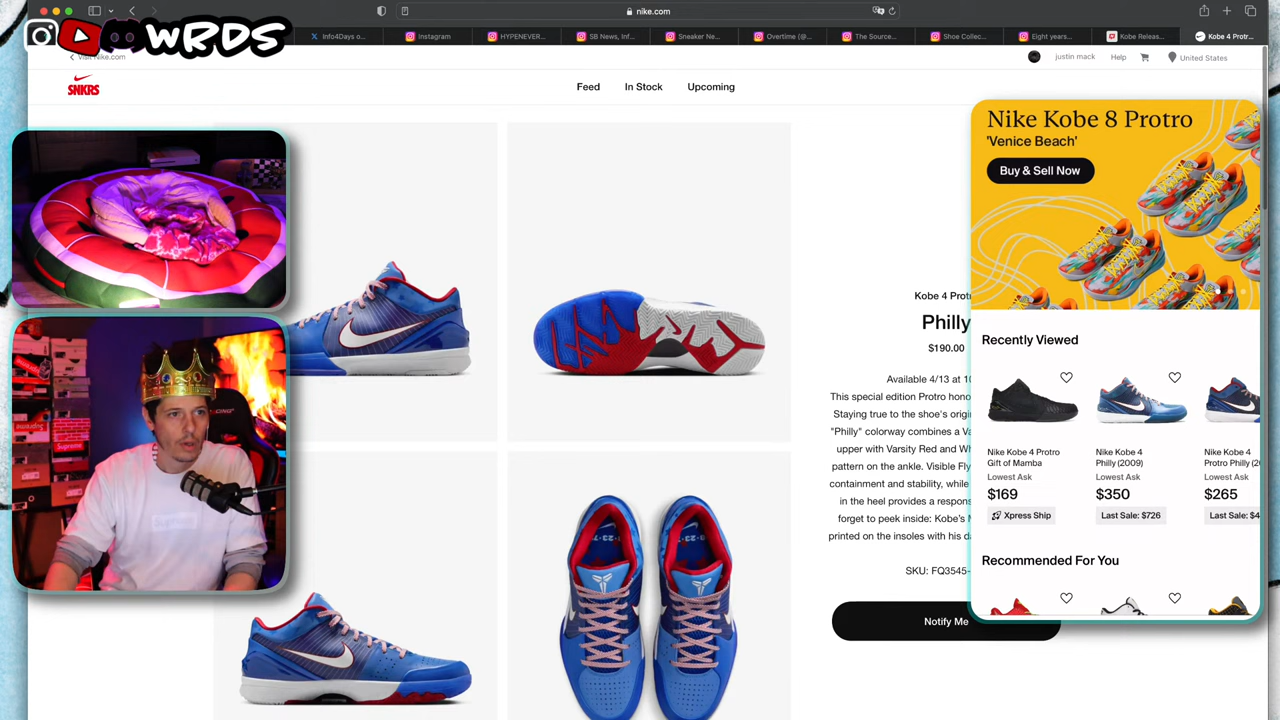 nike.com
WRDS
Info4Days o...
Instagram
HYPENEVER...
SB News, Inf...
Sneaker Ne...
Overtime (@...
The Source...
Shoe Collec...
Eight years...
Kobe Releas...
Kobe 4 Protr...
Visit Nike.com
justin mack
Help
United States
SNKRS
Feed
In Stock
Upcoming
Kobe 4 Prot
Philly
$190.00
Available 4/13 at 10
This special edition Protro hono
Staying true to the shoe's origin
"Philly" colorway combines a Va
upper with Varsity Red and Wh
pattern on the ankle. Visible Fly
containment and stability, while
in the heel provides a respons
forget to peek inside: Kobe's
printed on the insoles with his da
SKU: FQ3545-
Notify Me
Nike Kobe 8 Protro
'Venice Beach'
Buy & Sell Now
Recently Viewed
Nike Kobe 4 Protro
Gift of Mamba
Lowest Ask
$169
Xpress Ship
Nike Kobe 4
Philly (2009)
Lowest Ask
$350
Last Sale: $726
Nike Kobe 4
Protro Philly (2
Lowest Ask
$265
Last Sale: $4
Recommended For You
Supreme